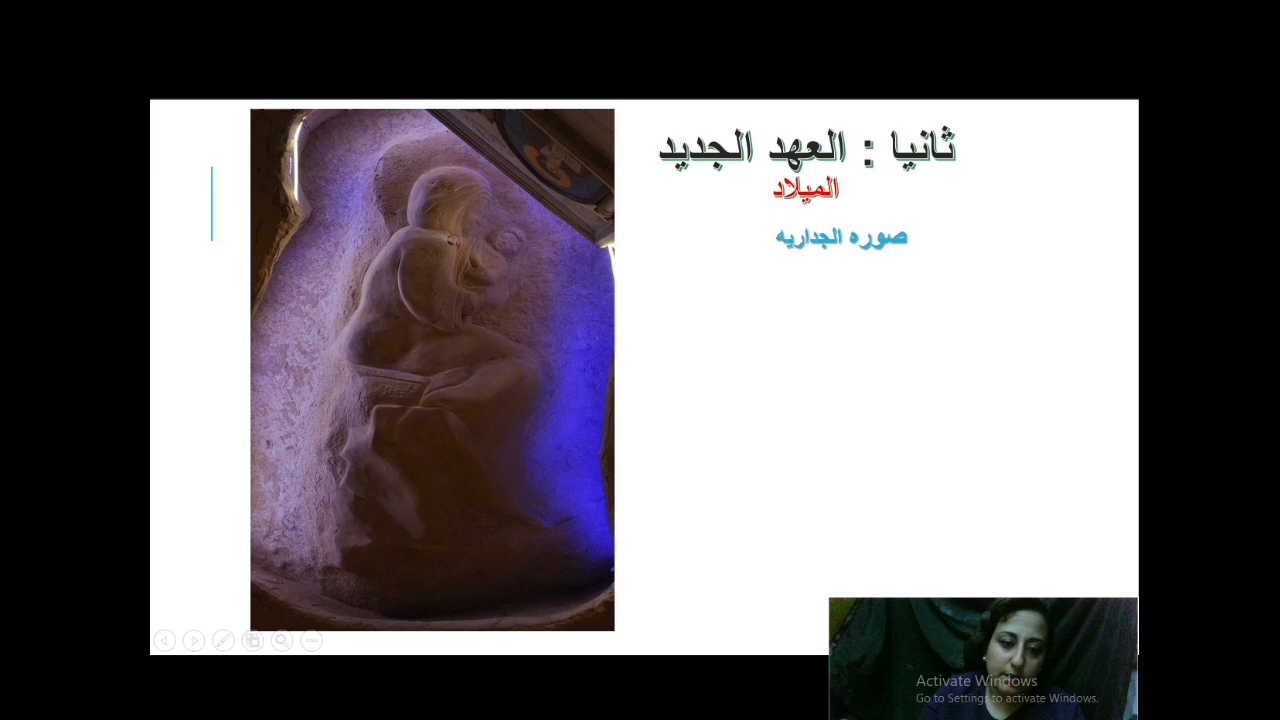 ثانيا : العهد الجديد
الميلاد
صوره الجداريه
Activate Windows
Go to Settings to activate Windows.